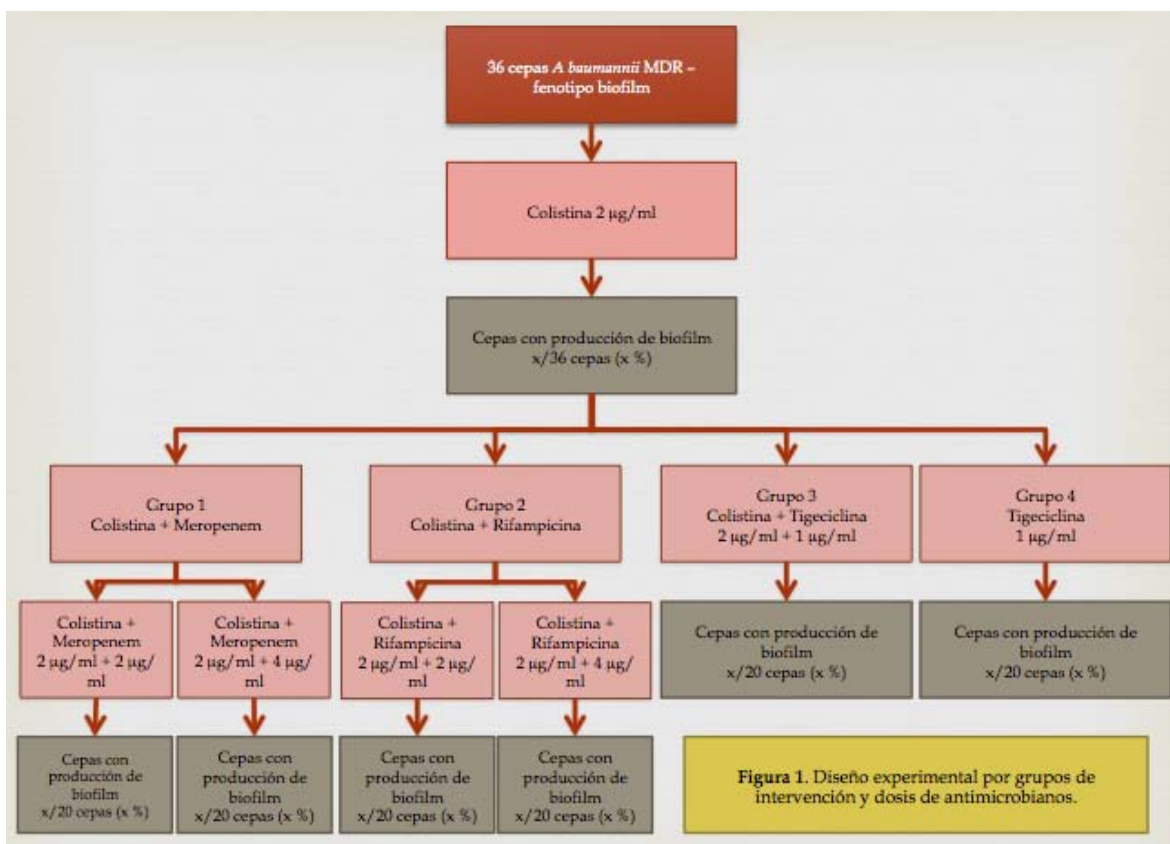 36 cepas A baumannii MDR –
fenotipo biofilm
Colistina 2 µg/ml
Cepas con producción de biofilm
x/36 cepas (x %)
Grupo 1
Colistina + Meropenem
Grupo 2
Colistina + Rifampicina
Grupo 3
Colistina + Tigeciclina
2 µg/ml + 1 µg/ml
Grupo 4
Tigeciclina
1 µg/ml
Colistina +
Meropenem
2 µg/ml + 2 µg/
ml
Colistina +
Meropenem
2 µg/ml + 4 µg/
ml
Colistina +
Rifampicina
2 µg/ml + 2 µg/
ml
Colistina +
Rifampicina
2 µg/ml + 4 µg/
ml
Cepas con producción de
biofilm
x/20 cepas (x %)
Cepas con producción de
biofilm
x/20 cepas (x %)
Cepas con
producción de
biofilm
x/20 cepas (x %)
Cepas con
producción de
biofilm
x/20 cepas (x %)
Cepas con
producción de
biofilm
x/20 cepas (x %)
Cepas con
producción de
biofilm
x/20 cepas (x %)
Figura 1. Diseño experimental por grupos de
intervención y dosis de antimicrobianos.